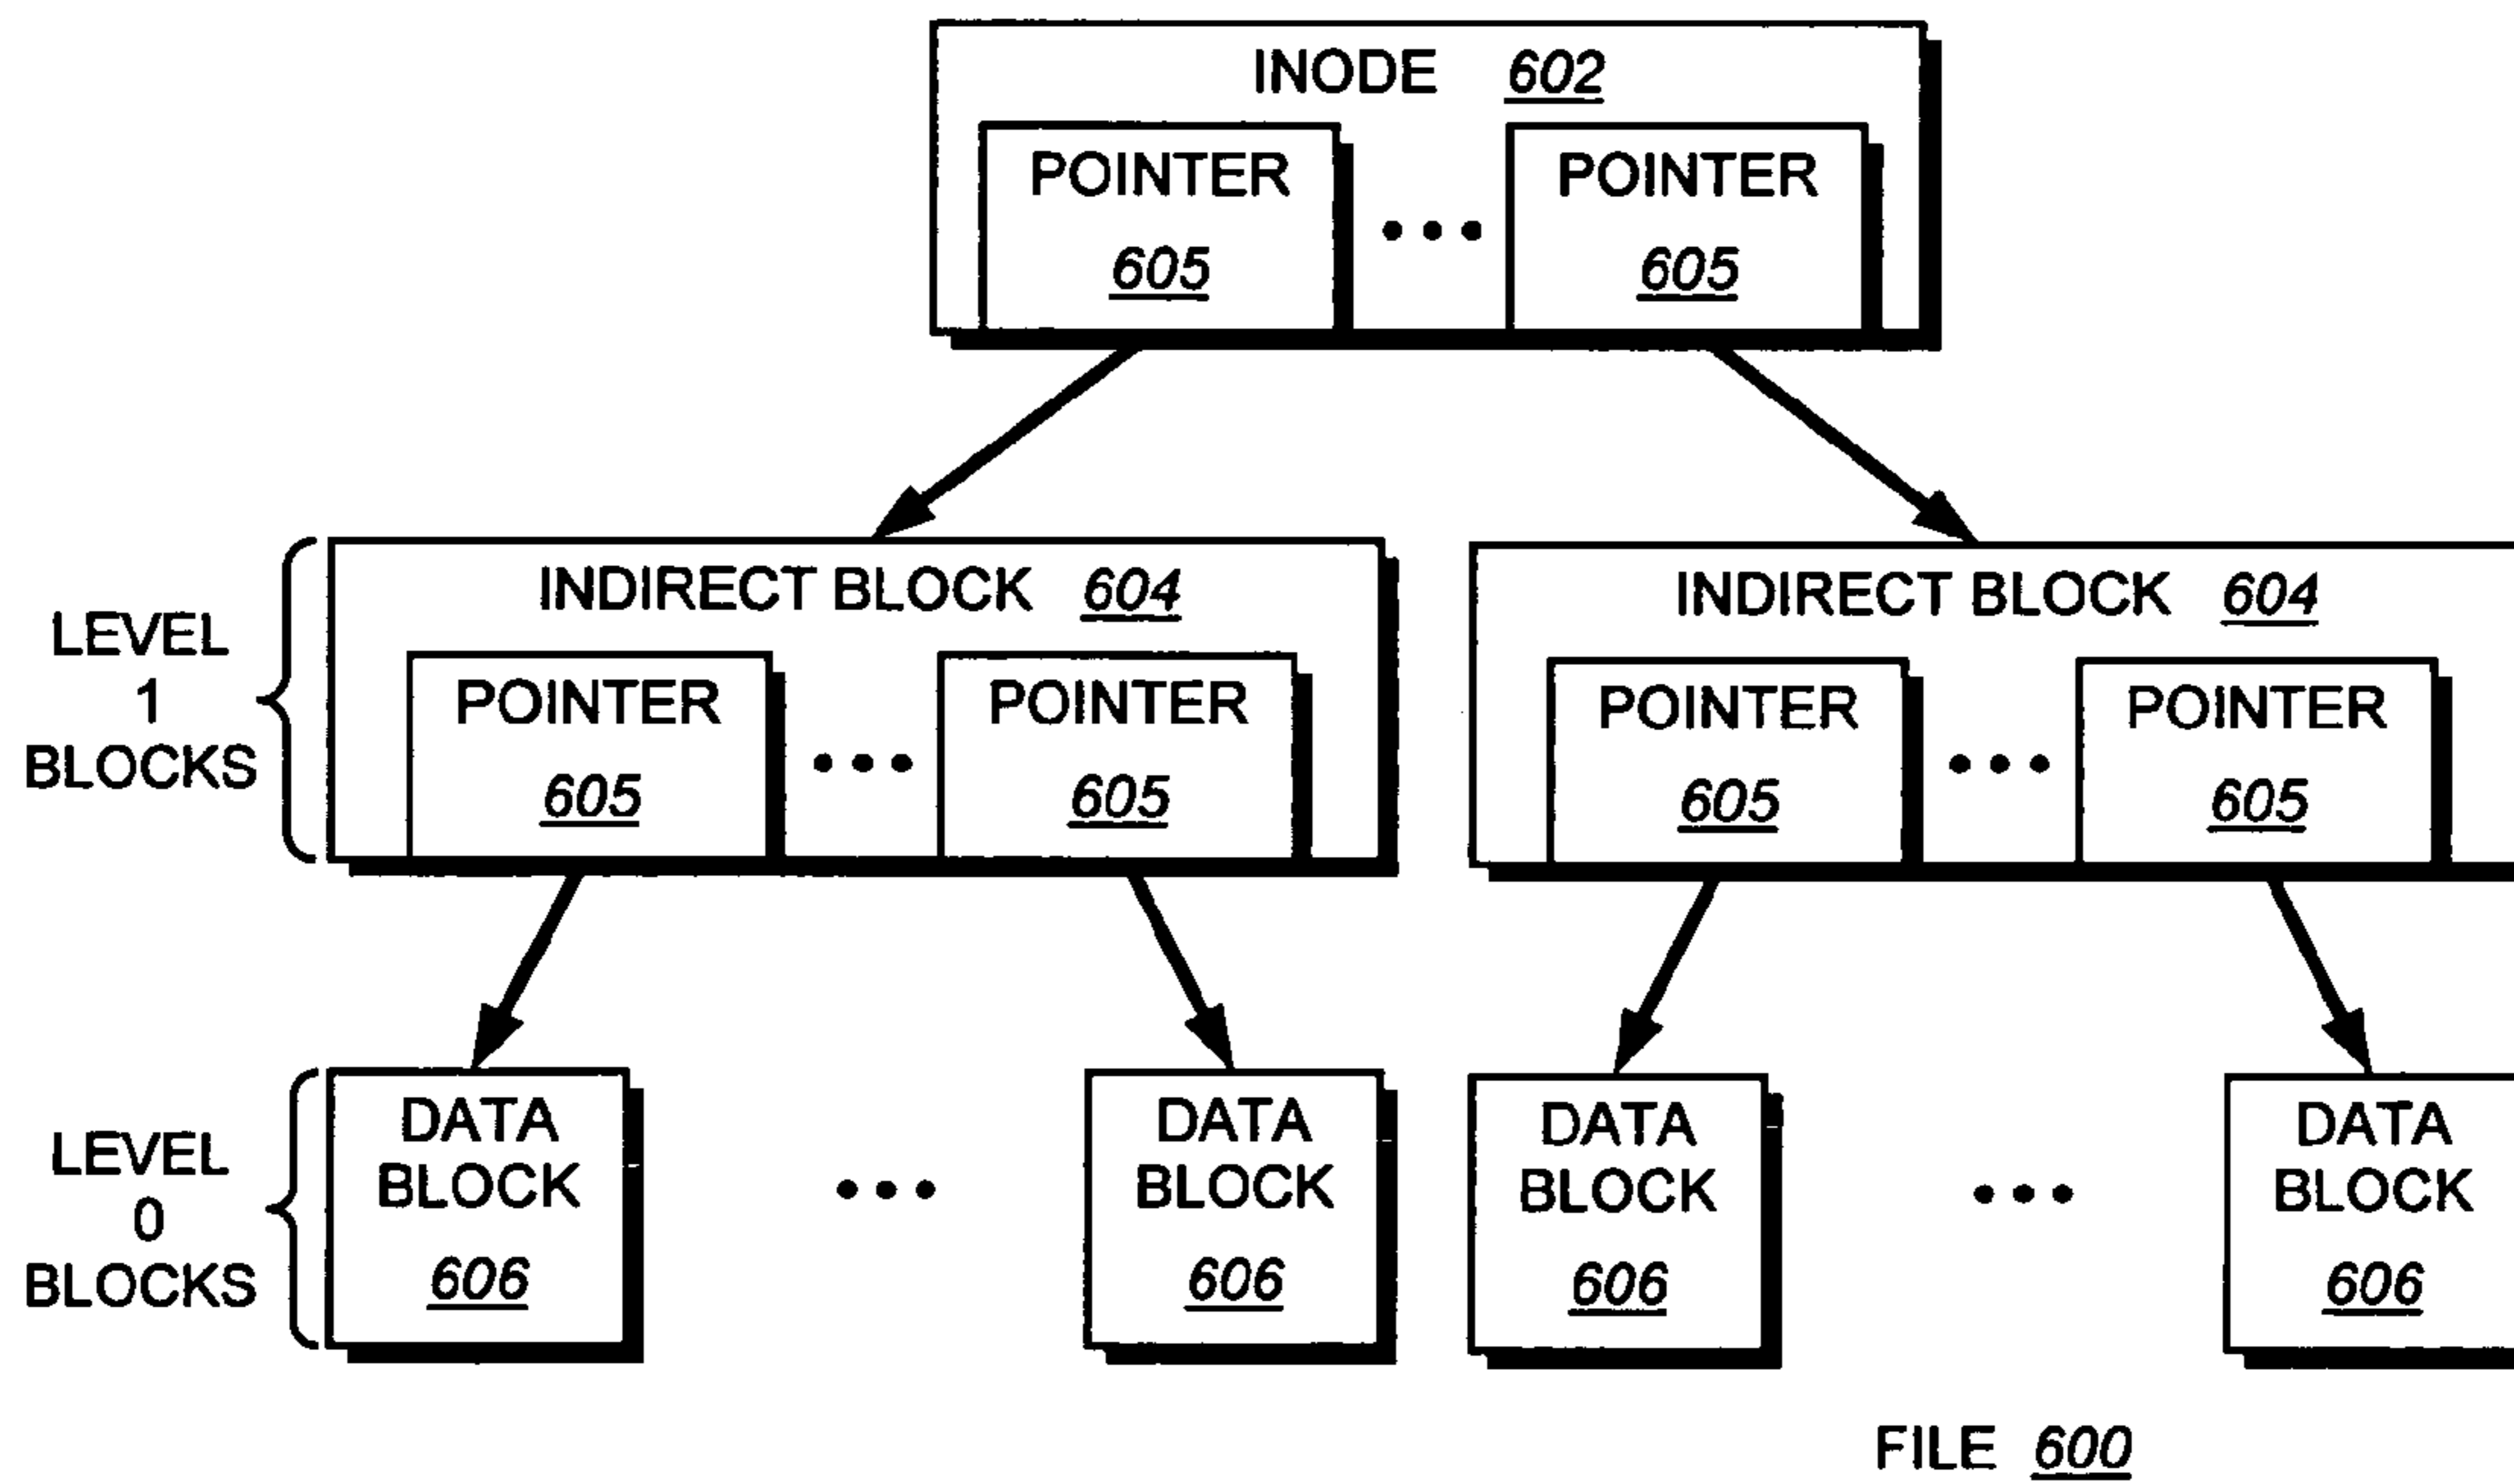 INODE 602
POINTER POINTER
605 ••• 605
LEVEL
1
BLOCKS
INDIRECT BLOCK 604
POINTER POINTER
605 ••• 605
INDIRECT BLOCK 604
POINTER POINTER
605 ••• 605
LEVEL
0
BLOCKS
DATA
BLOCK
606
•••
DATA
BLOCK
606
DATA
BLOCK
606
•••
DATA
BLOCK
606
FILE 600